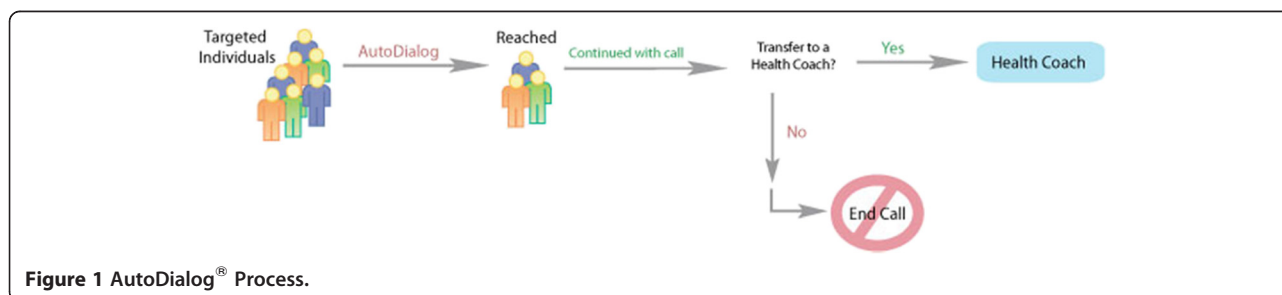 Targeted
Individuals
AutoDialog
Reached
Continued with call
Transfer to a
Health Coach?
Yes
Health Coach
No
End Call
Figure 1 AutoDialog® Process.